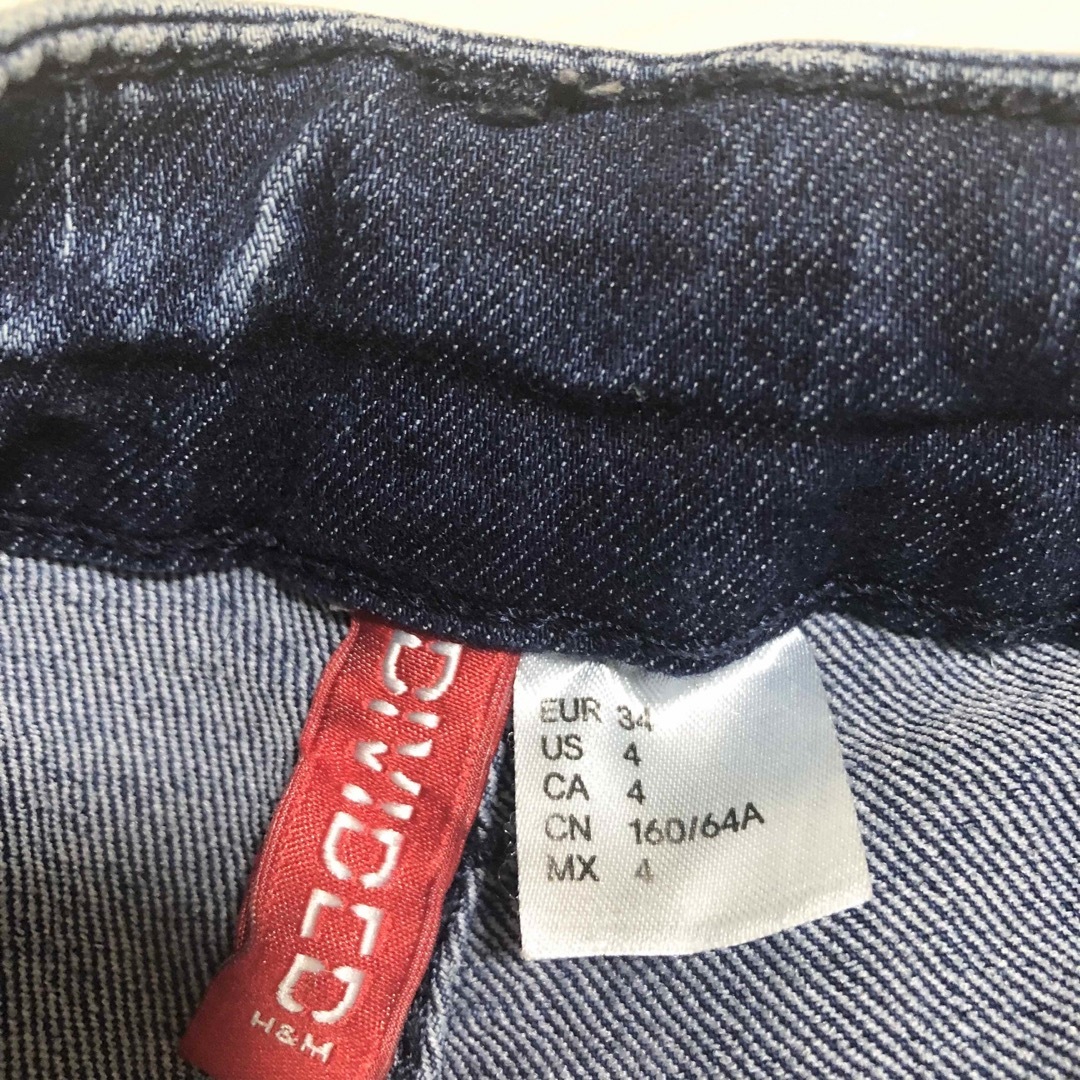 DIVIDED
H&M
EUR 34
US 4
CA 4
CN 160/64A
MX 4